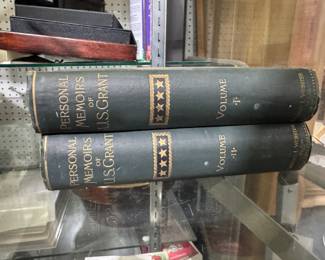 PERSONAL
MEMOIRS
OF
U.S. GRANT
VOLUME
I
PERSONAL
MEMOIRS
OF
U.S. GRANT
VOLUME
II